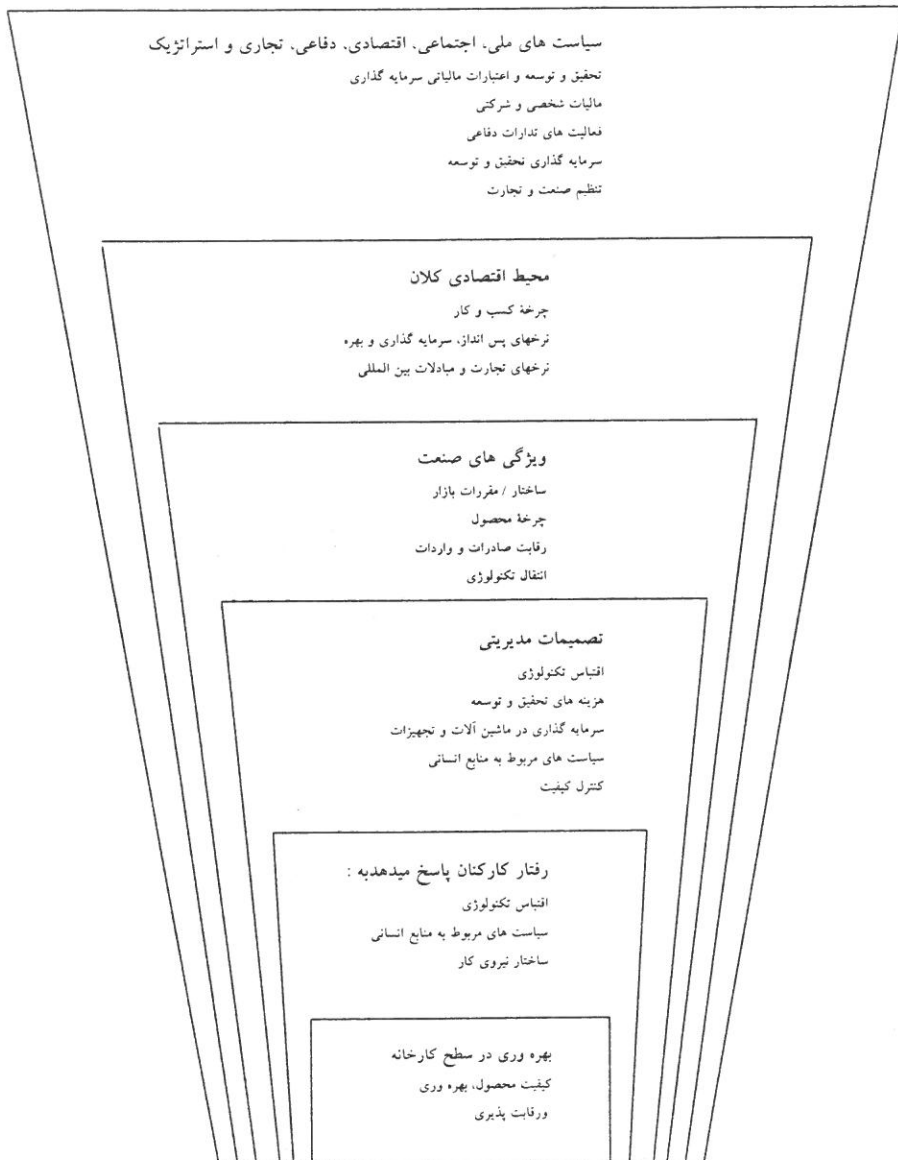 سیاست های ملی، اجتماعی، اقتصادی، دفاعی، تجاری و استراتژیک
تحقیق و توسعه و اعتبارات مالیاتی سرمایه گذاری
مالیات شخصی و شرکتی
فعالیت های تدارات دفاعی
سرمایه گذاری تحقیق و توسعه
تنظیم صنعت و تجارت
محیط اقتصادی کلان
چرخهٔ کسب و کار
نرخهای پس انداز، سرمایه گذاری و بهره
نرخهای تجارت و مبادلات بین المللی
ویژگی های صنعت
ساختار / مقررات بازار
چرخهٔ محصول
رقابت صادرات و واردات
انتقال تکنولوژی
تصمیمات مدیریتی
اقتباس تکنولوژی
هزینه های تحقیق و توسعه
سرمایه گذاری در ماشین آلات و تجهیزات
سیاست های مربوط به منابع انسانی
کنترل کیفیت
رفتار کارکنان پاسخ میدهدبه :
اقتباس تکنولوژی
سیاست های مربوط به منابع انسانی
ساختار نیروی کار
بهره وری در سطح کارخانه
کیفیت محصول، بهره وری
ورقابت پذیری